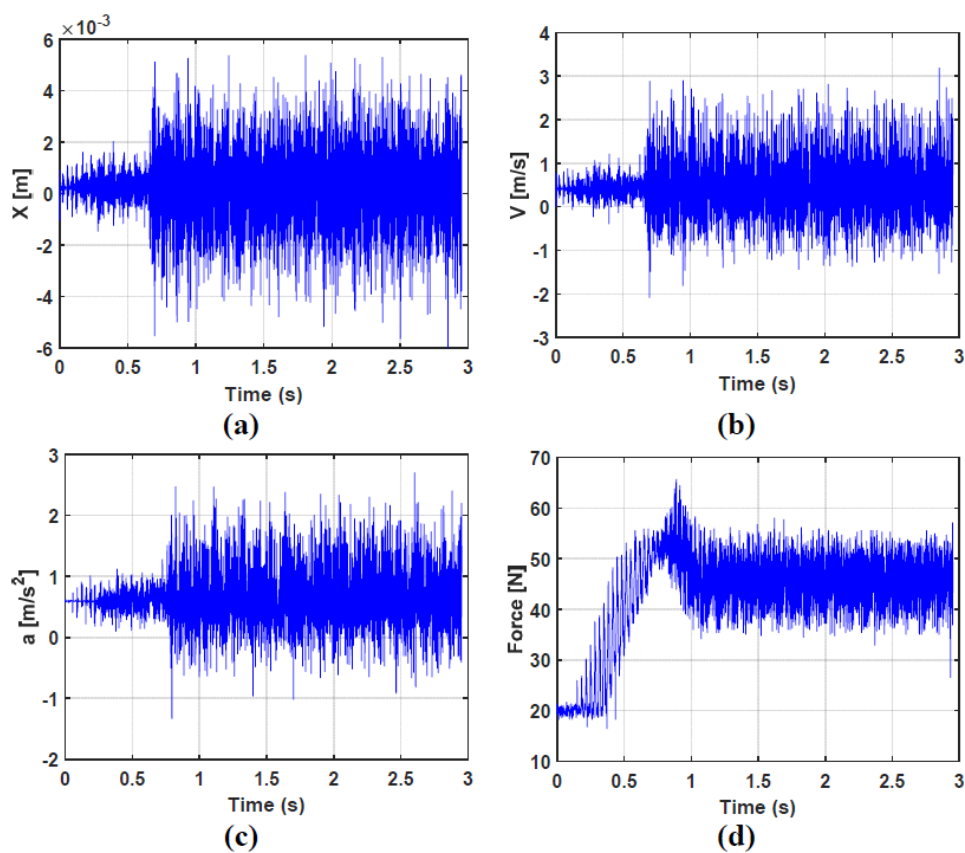 ×10⁻³
6
4
2
0
-2
-4
-6
X [m]
0 0.5 1 1.5 2 2.5 3
Time (s)
(a)
4
3
2
1
0
-1
-2
-3
V [m/s]
0 0.5 1 1.5 2 2.5 3
Time (s)
(b)
3
2
1
0
-1
-2
a [m/s²]
0 0.5 1 1.5 2 2.5 3
Time (s)
(c)
70
60
50
40
30
20
10
Force [N]
0 0.5 1 1.5 2 2.5 3
Time (s)
(d)